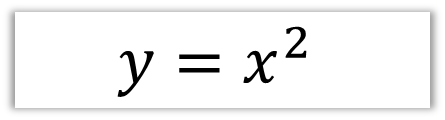 y = x²